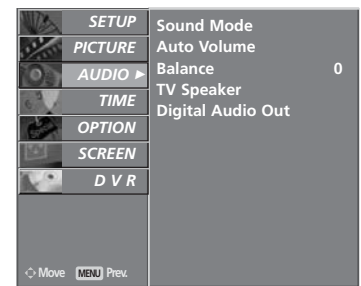 SETUP
PICTURE
AUDIO ►
TIME
OPTION
SCREEN
D V R
Sound Mode
Auto Volume
Balance 0
TV Speaker
Digital Audio Out
Move MENU Prev.